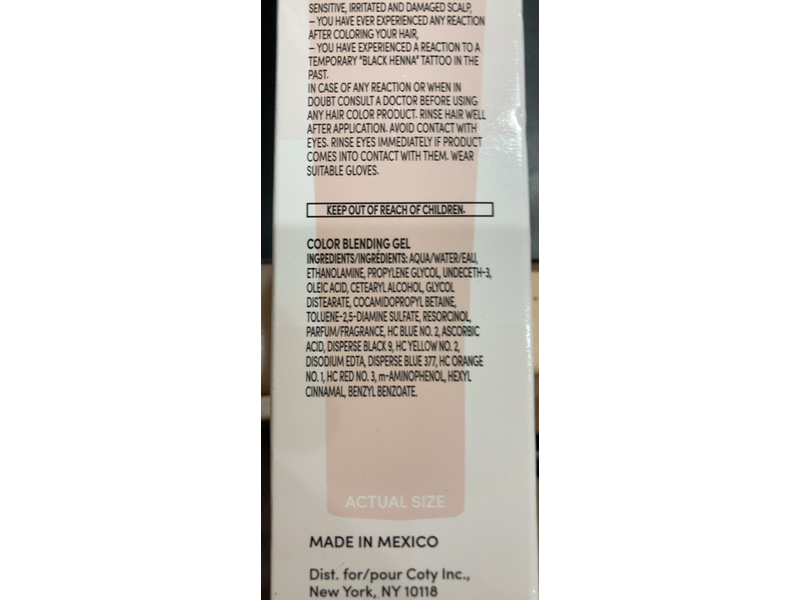 SENSITIVE, IRRITATED AND DAMAGED SCALP,
– YOU HAVE EVER EXPERIENCED ANY REACTION
AFTER COLORING YOUR HAIR,
– YOU HAVE EXPERIENCED A REACTION TO A
TEMPORARY "BLACK HENNA" TATTOO IN THE
PAST.
IN CASE OF ANY REACTION OR WHEN IN
DOUBT CONSULT A DOCTOR BEFORE USING
ANY HAIR COLOR PRODUCT. RINSE HAIR WELL
AFTER APPLICATION. AVOID CONTACT WITH
EYES. RINSE EYES IMMEDIATELY IF PRODUCT
COMES INTO CONTACT WITH THEM. WEAR
SUITABLE GLOVES.
KEEP OUT OF REACH OF CHILDREN.
COLOR BLENDING GEL
INGREDIENTS/INGRÉDIENTS: AQUA/WATER/EAU,
ETHANOLAMINE, PROPYLENE GLYCOL, UNDECETH-3,
OLEIC ACID, CETEARYL ALCOHOL, GLYCOL
DISTEARATE, COCAMIDOPROPYL BETAINE,
TOLUENE-2,5-DIAMINE SULFATE, RESORCINOL,
PARFUM/FRAGRANCE, HC BLUE NO. 2, ASCORBIC
ACID, DISPERSE BLACK 9, HC YELLOW NO. 2,
DISODIUM EDTA, DISPERSE BLUE 377, HC ORANGE
NO. 1, HC RED NO. 3, m-AMINOPHENOL, HEXYL
CINNAMAL, BENZYL BENZOATE.
ACTUAL SIZE
MADE IN MEXICO
Dist. for/pour Coty Inc.,
New York, NY 10118